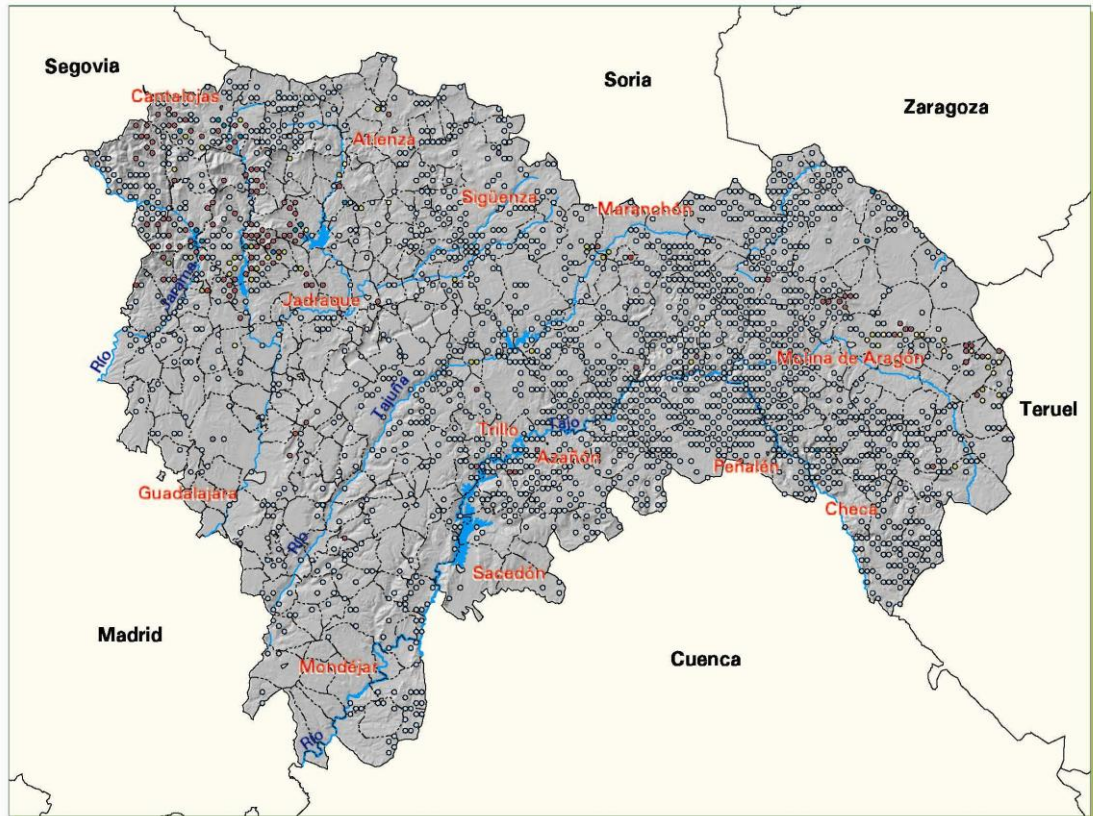 Segovia
Soria
Zaragoza
Cantalojas
Atienza
Sigüenza
Maranchón
Jadraque
Río Jarama
Molina de Aragón
Teruel
Río Tajuña
Trillo
Tajo
Azañón
Peñalén
Guadalajara
Checa
Sacedón
Madrid
Cuenca
Mondéjar
Río